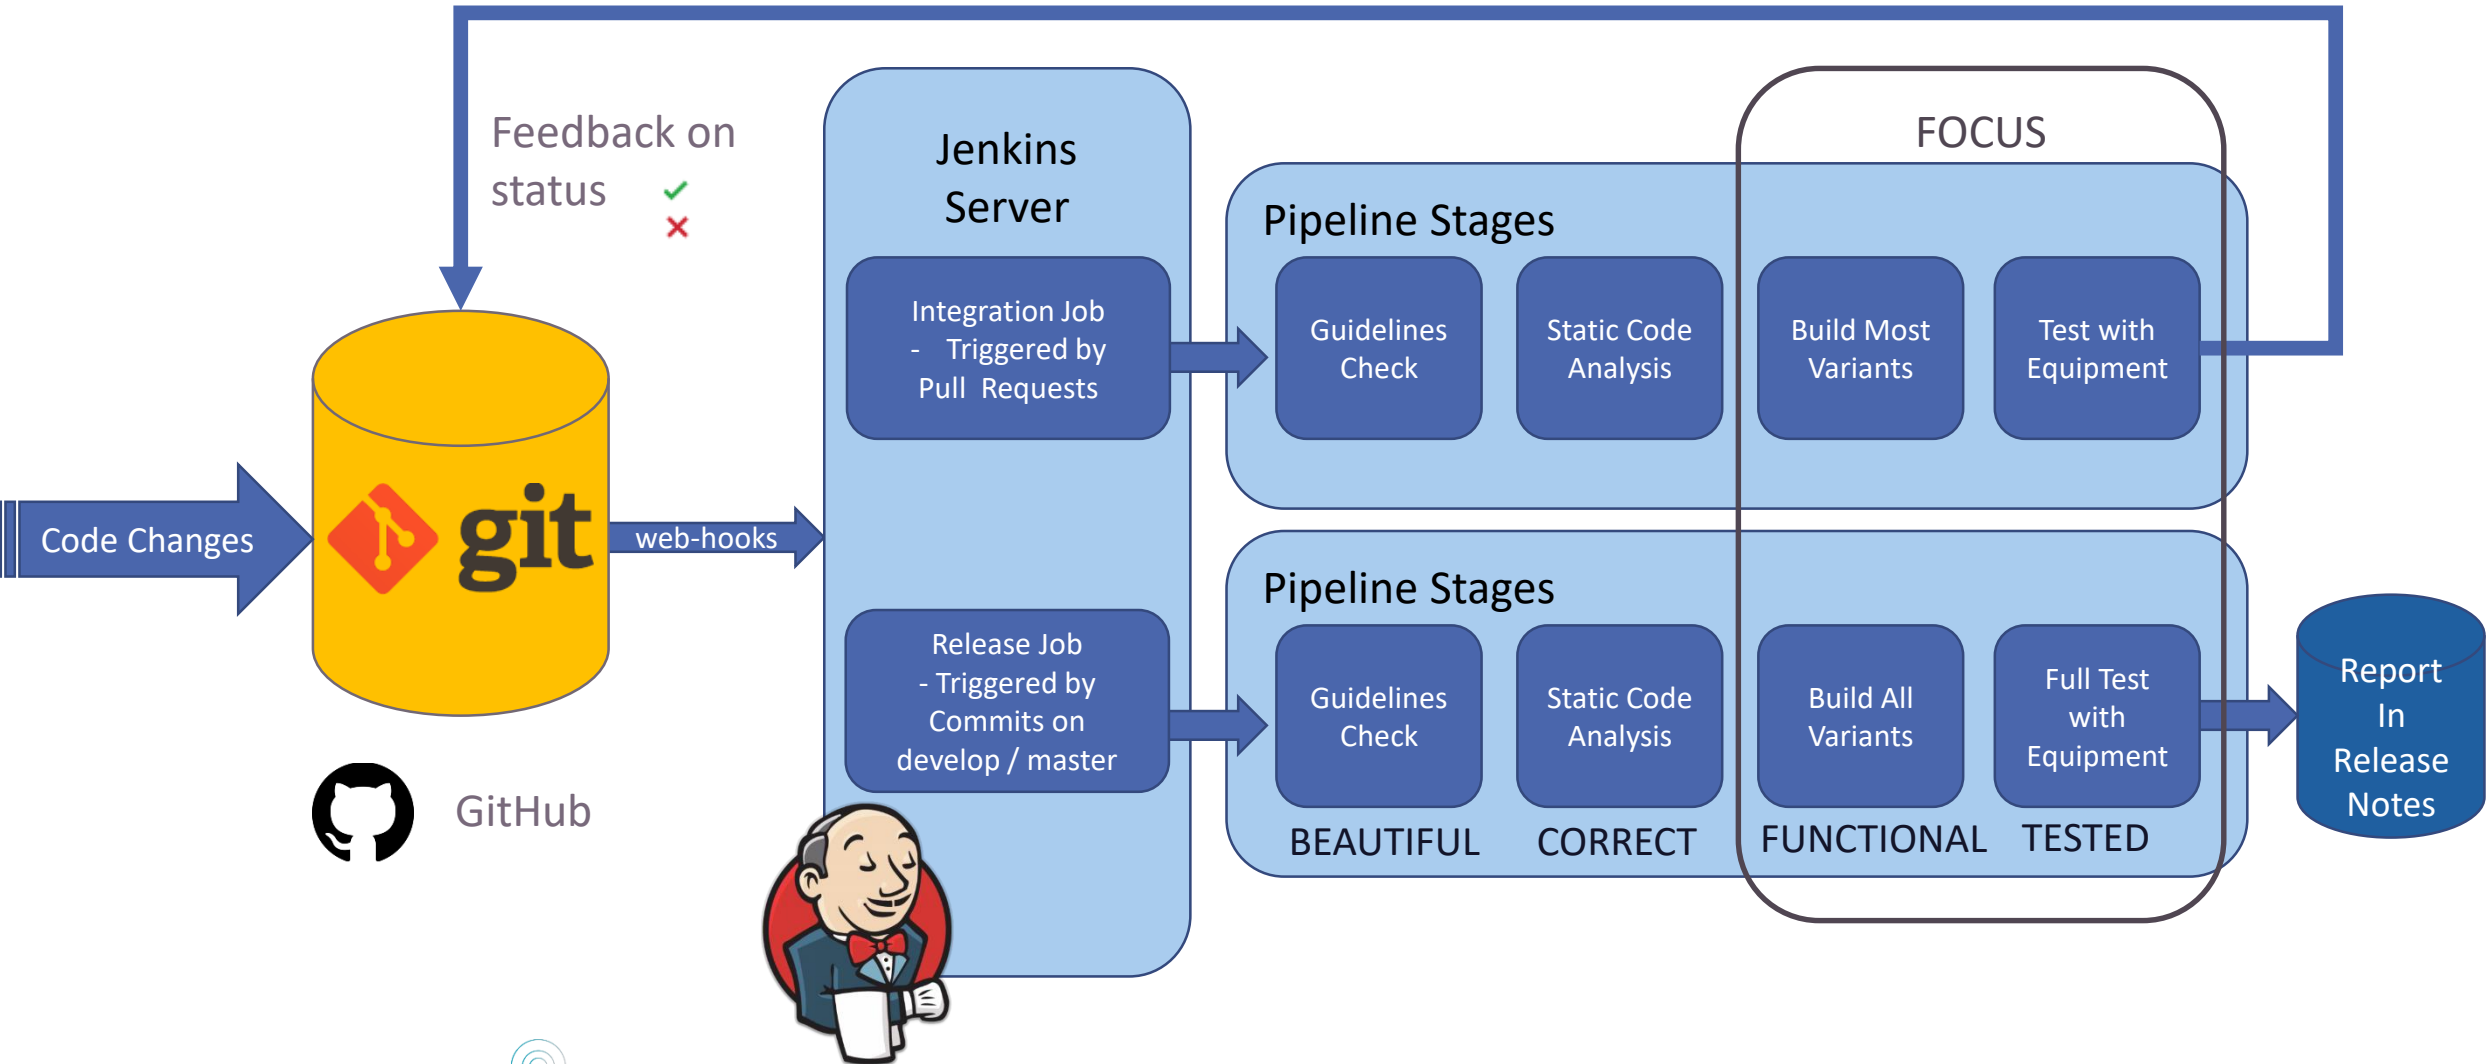 Feedback on
status
Code Changes
git
GitHub
web-hooks
Jenkins
Server
Integration Job
- Triggered by
Pull Requests
Release Job
- Triggered by
Commits on
develop / master
FOCUS
Pipeline Stages
Guidelines
Check
Static Code
Analysis
Build Most
Variants
Test with
Equipment
Pipeline Stages
Guidelines
Check
Static Code
Analysis
Build All
Variants
Full Test
with
Equipment
BEAUTIFUL
CORRECT
FUNCTIONAL
TESTED
Report
In
Release
Notes